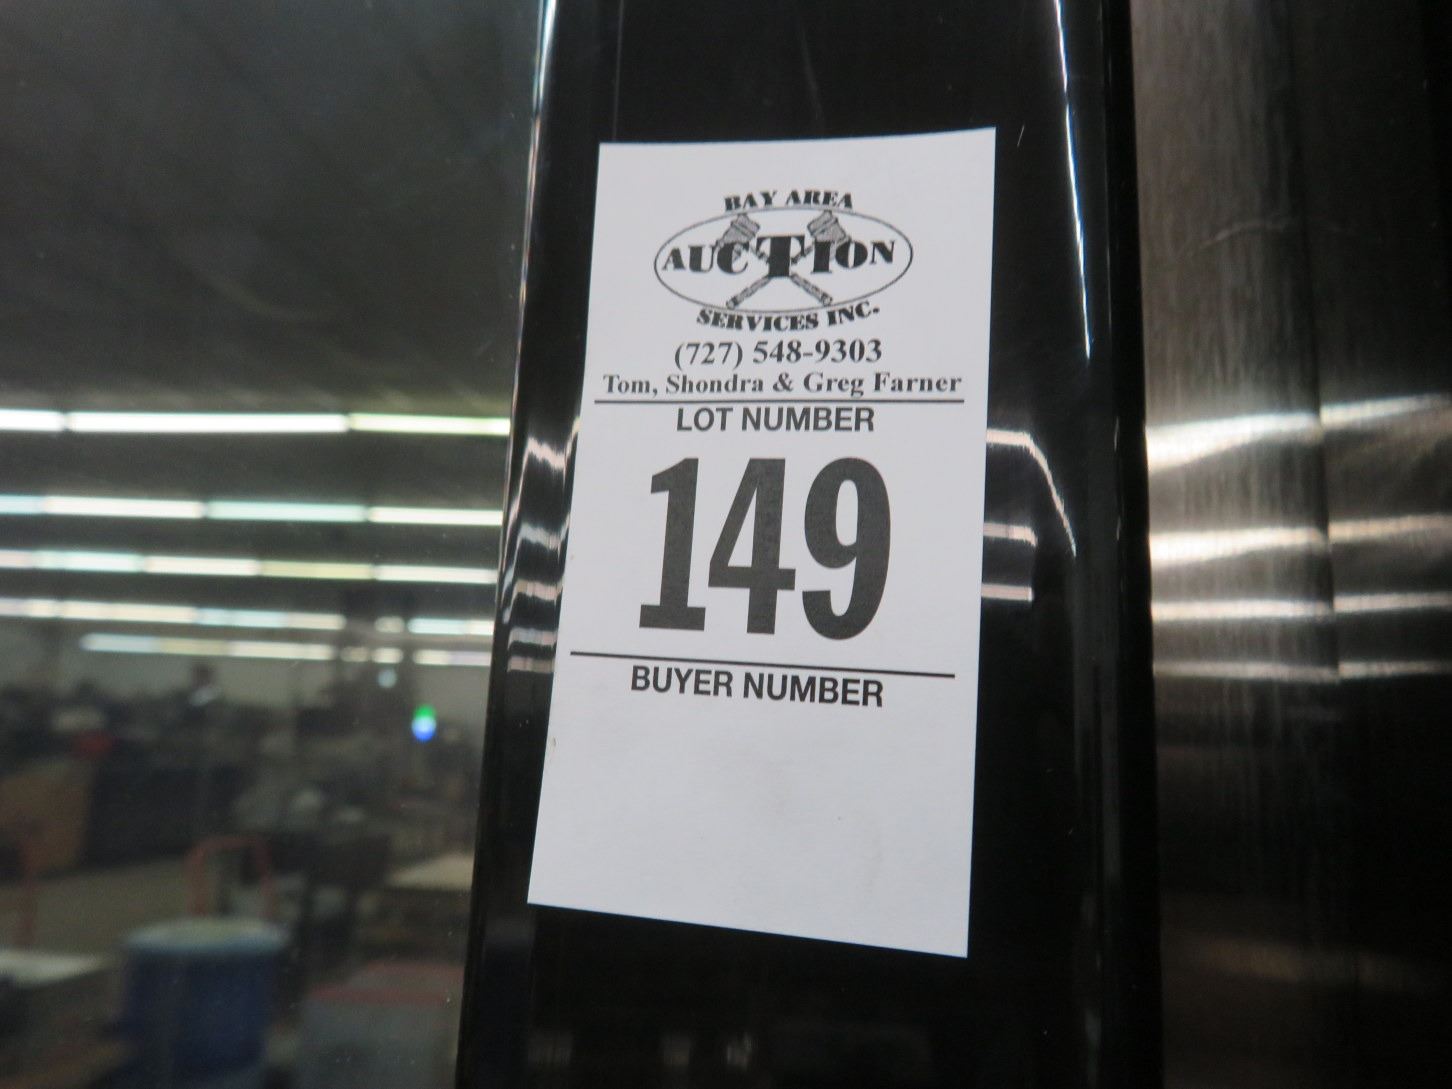 BAY AREA
AUCTION
SERVICES INC.
(727) 548-9303
Tom, Shondra & Greg Farner
LOT NUMBER
149
BUYER NUMBER